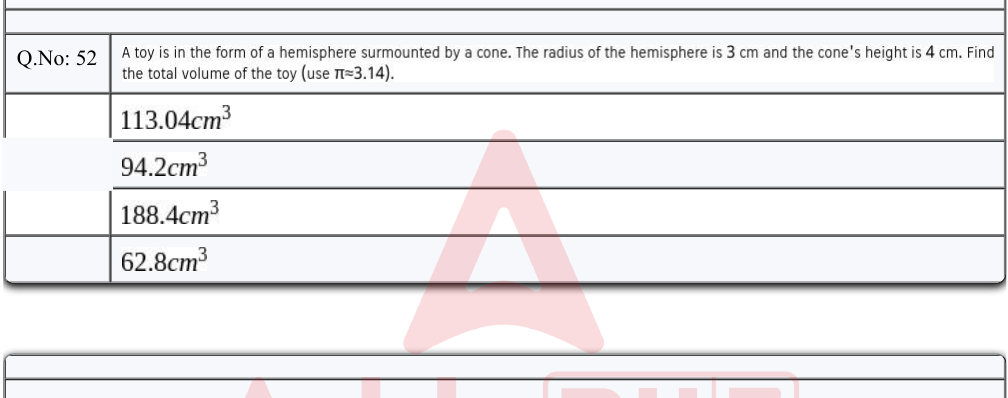 Q.No: 52
A toy is in the form of a hemisphere surmounted by a cone. The radius of the hemisphere is 3 cm and the cone's height is 4 cm. Find
the total volume of the toy (use π≈3.14).
113.04cm³
94.2cm³
188.4cm³
62.8cm³